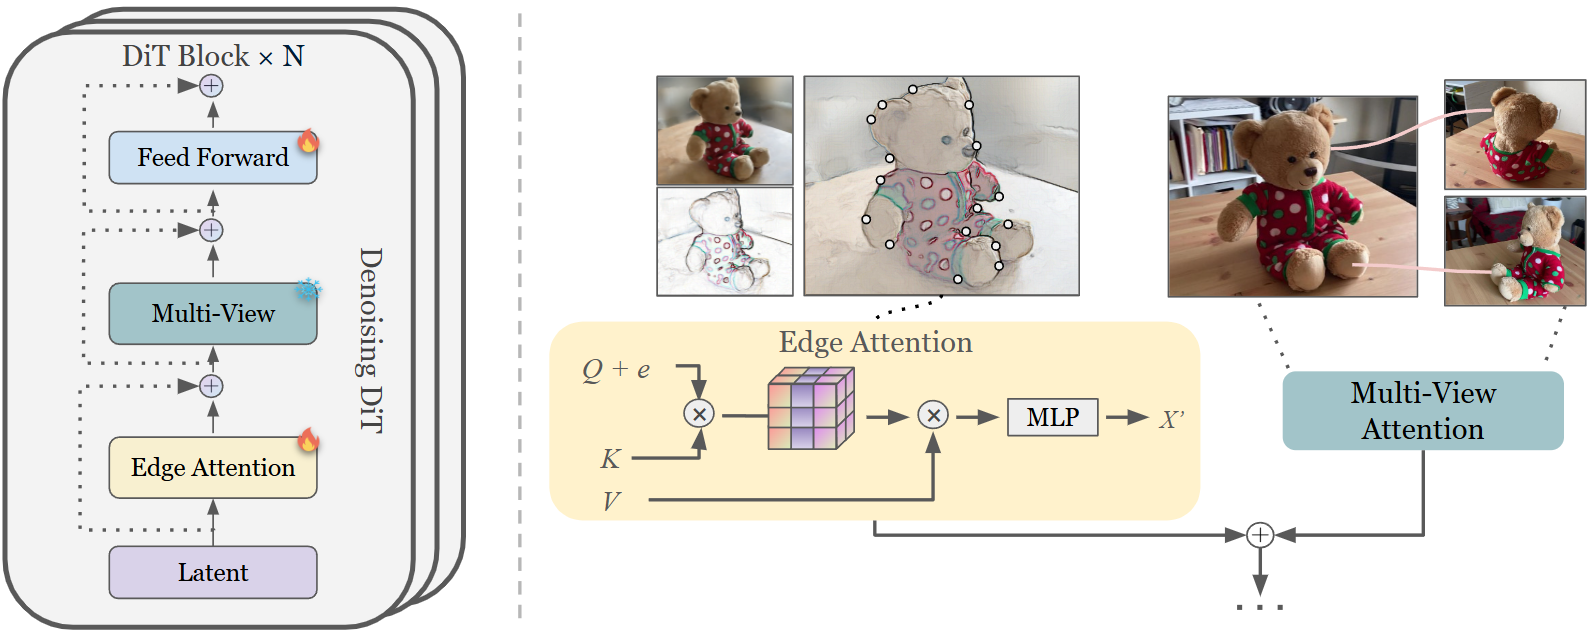 DiT Block × N
Feed Forward
Multi-View
Edge Attention
Latent
Denoising DiT
Edge Attention
Q + e
K
V
MLP
X'
Multi-View
Attention